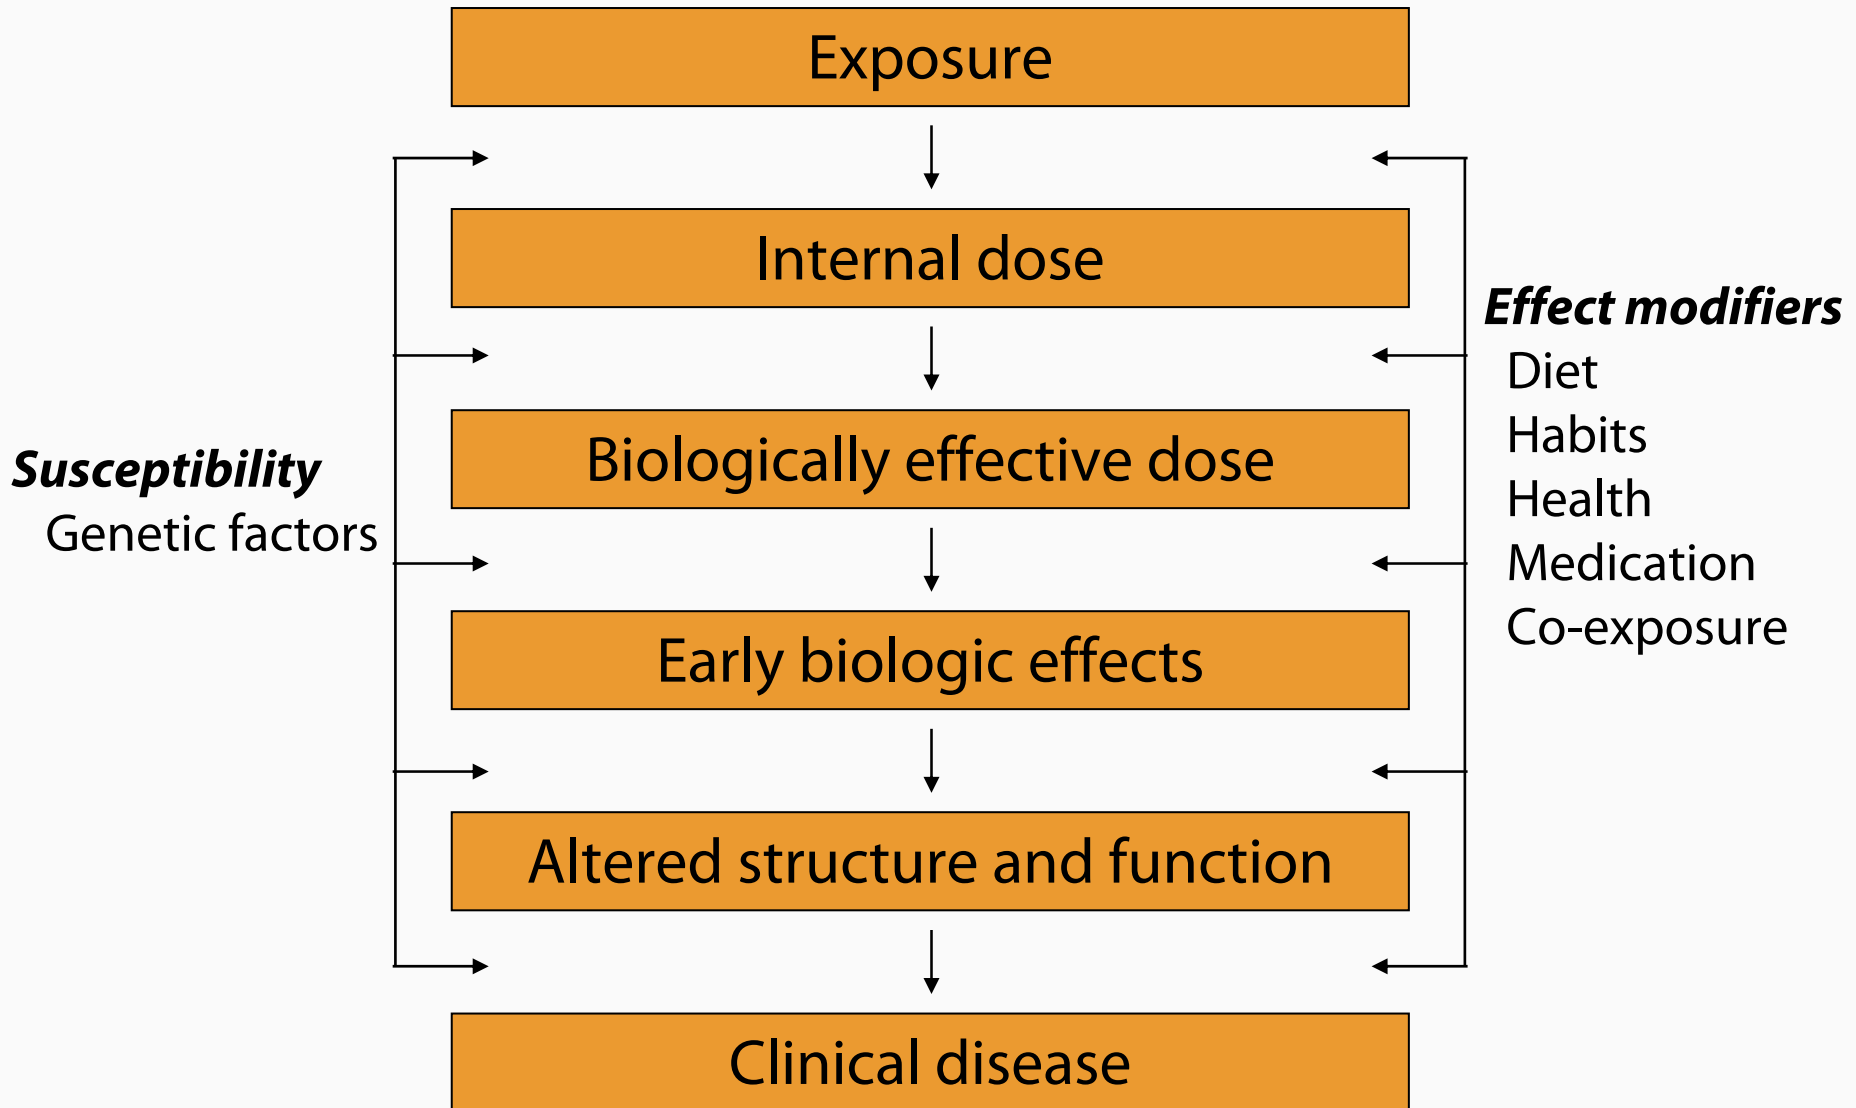 Exposure
Internal dose
Biologically effective dose
Early biologic effects
Altered structure and function
Clinical disease
Susceptibility
Genetic factors
Effect modifiers
Diet
Habits
Health
Medication
Co-exposure